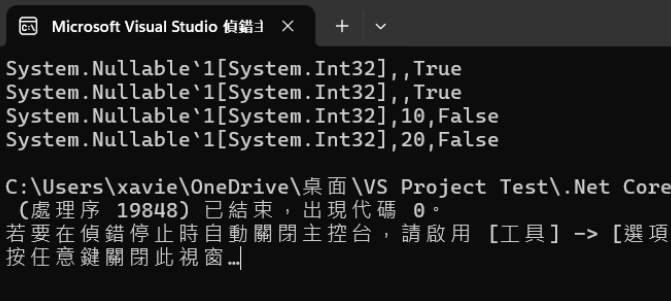 Microsoft Visual Studio 偵錯主
System.Nullable`1[System.Int32],,True
System.Nullable`1[System.Int32],,True
System.Nullable`1[System.Int32],10,False
System.Nullable`1[System.Int32],20,False
C:\Users\xavie\OneDrive\桌面\VS Project Test\.Net Core
(處理序 19848) 已結束，出現代碼 0。
若要在偵錯停止時自動關閉主控台，請啟用 [工具] -> [選項
按任意鍵關閉此視窗…